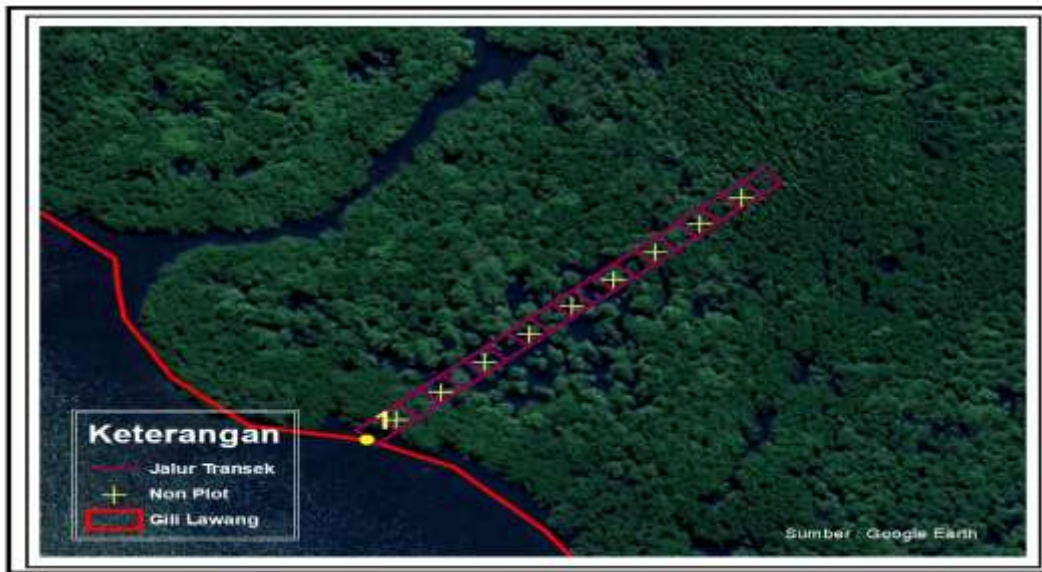 1
Keterangan
Jalur Transek
Non Plot
Gili Lawang
Sumber : Google Earth